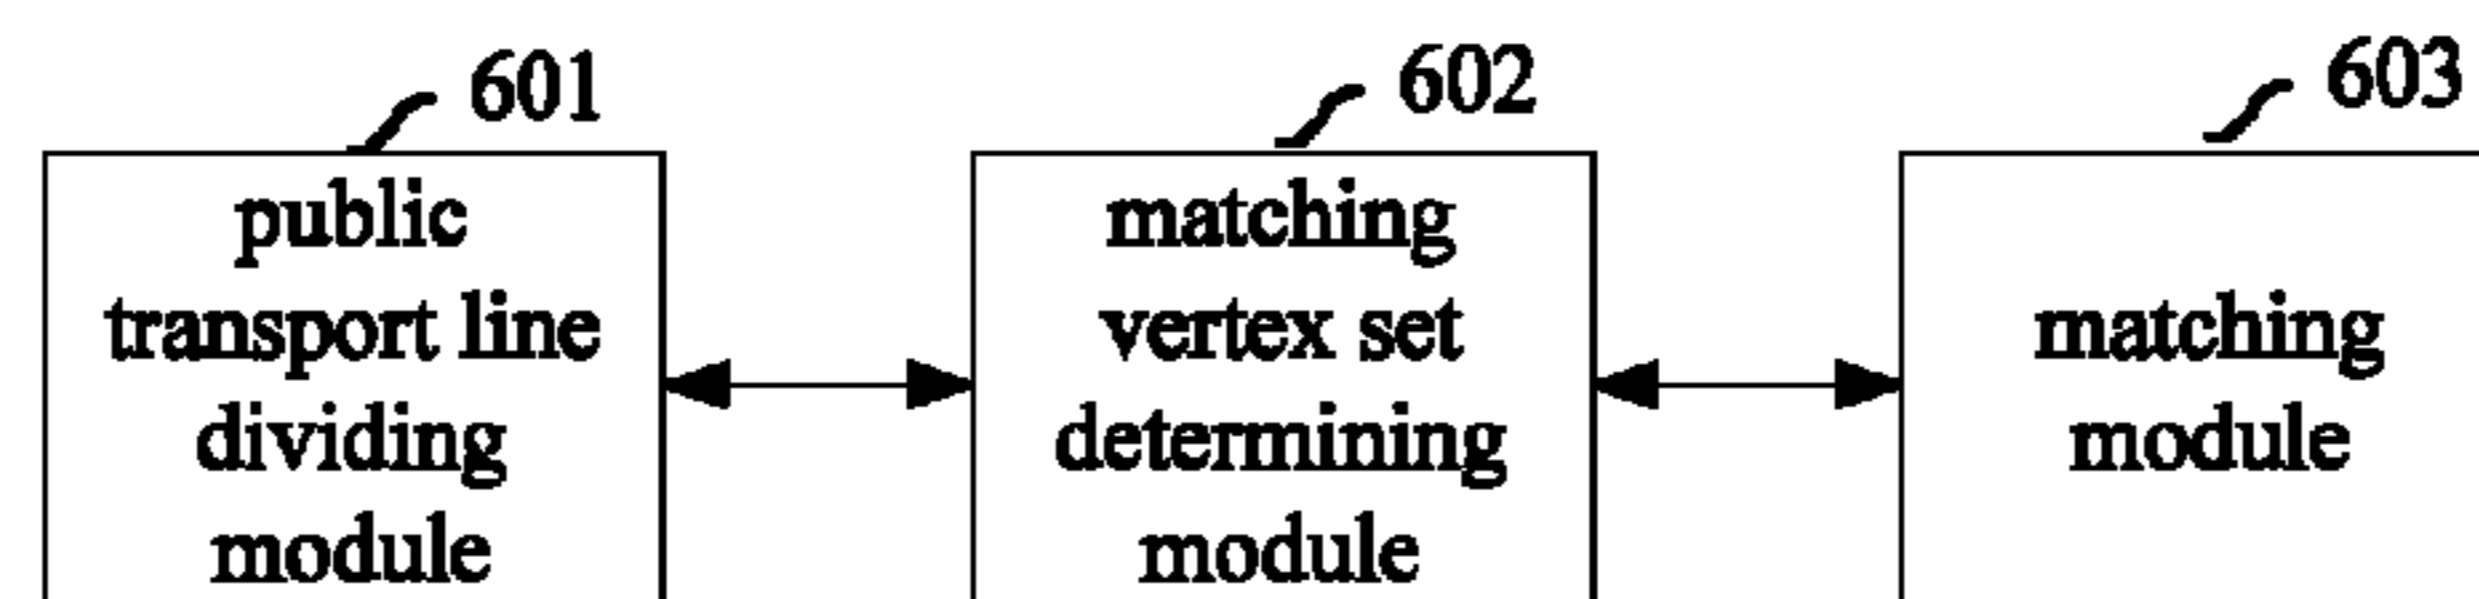 601
602
603
public
transport line
dividing
module
matching
vertex set
determining
module
matching
module